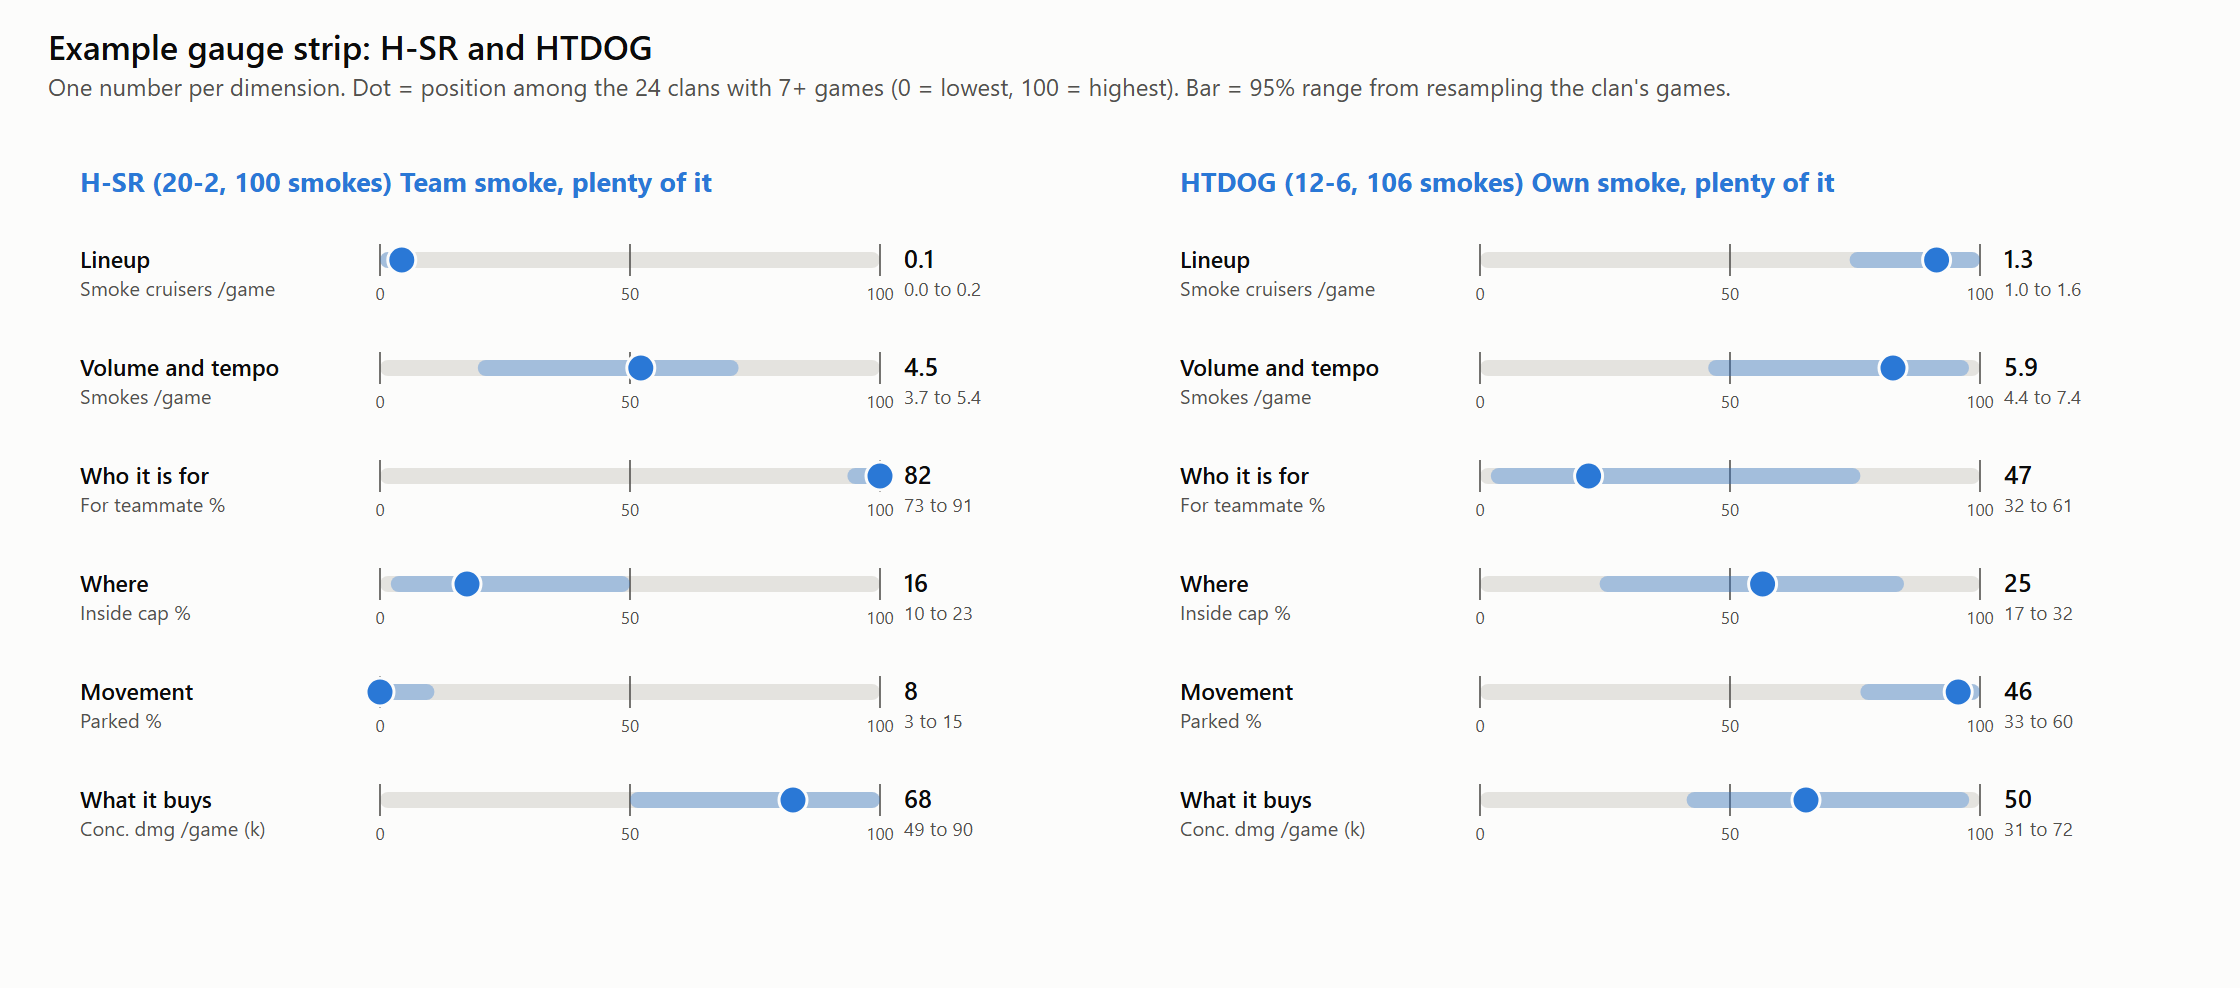 Example gauge strip: H-SR and HTDOG
One number per dimension. Dot = position among the 24 clans with 7+ games (0 = lowest, 100 = highest). Bar = 95% range from resampling the clan's games.
H-SR (20-2, 100 smokes) Team smoke, plenty of it
Lineup
0.1
Smoke cruisers /game
0 50 100
0.0 to 0.2
Volume and tempo
4.5
Smokes /game
0 50 100
3.7 to 5.4
Who it is for
82
For teammate %
0 50 100
73 to 91
Where
16
Inside cap %
0 50 100
10 to 23
Movement
8
Parked %
0 50 100
3 to 15
What it buys
68
Conc. dmg /game (k)
0 50 100
49 to 90
HTDOG (12-6, 106 smokes) Own smoke, plenty of it
Lineup
1.3
Smoke cruisers /game
0 50 100
1.0 to 1.6
Volume and tempo
5.9
Smokes /game
0 50 100
4.4 to 7.4
Who it is for
47
For teammate %
0 50 100
32 to 61
Where
25
Inside cap %
0 50 100
17 to 32
Movement
46
Parked %
0 50 100
33 to 60
What it buys
50
Conc. dmg /game (k)
0 50 100
31 to 72